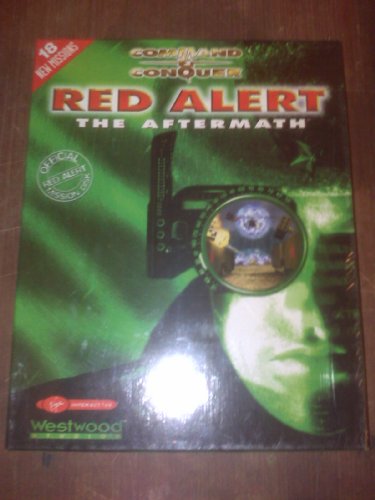 18
NEW MISSIONS
COMMAND
&
CONQUER
RED ALERT
THE AFTERMATH
OFFICIAL
RED ALERT
MISSION DISK
Virgin INTERACTIVE
Westwood
STUDIOS